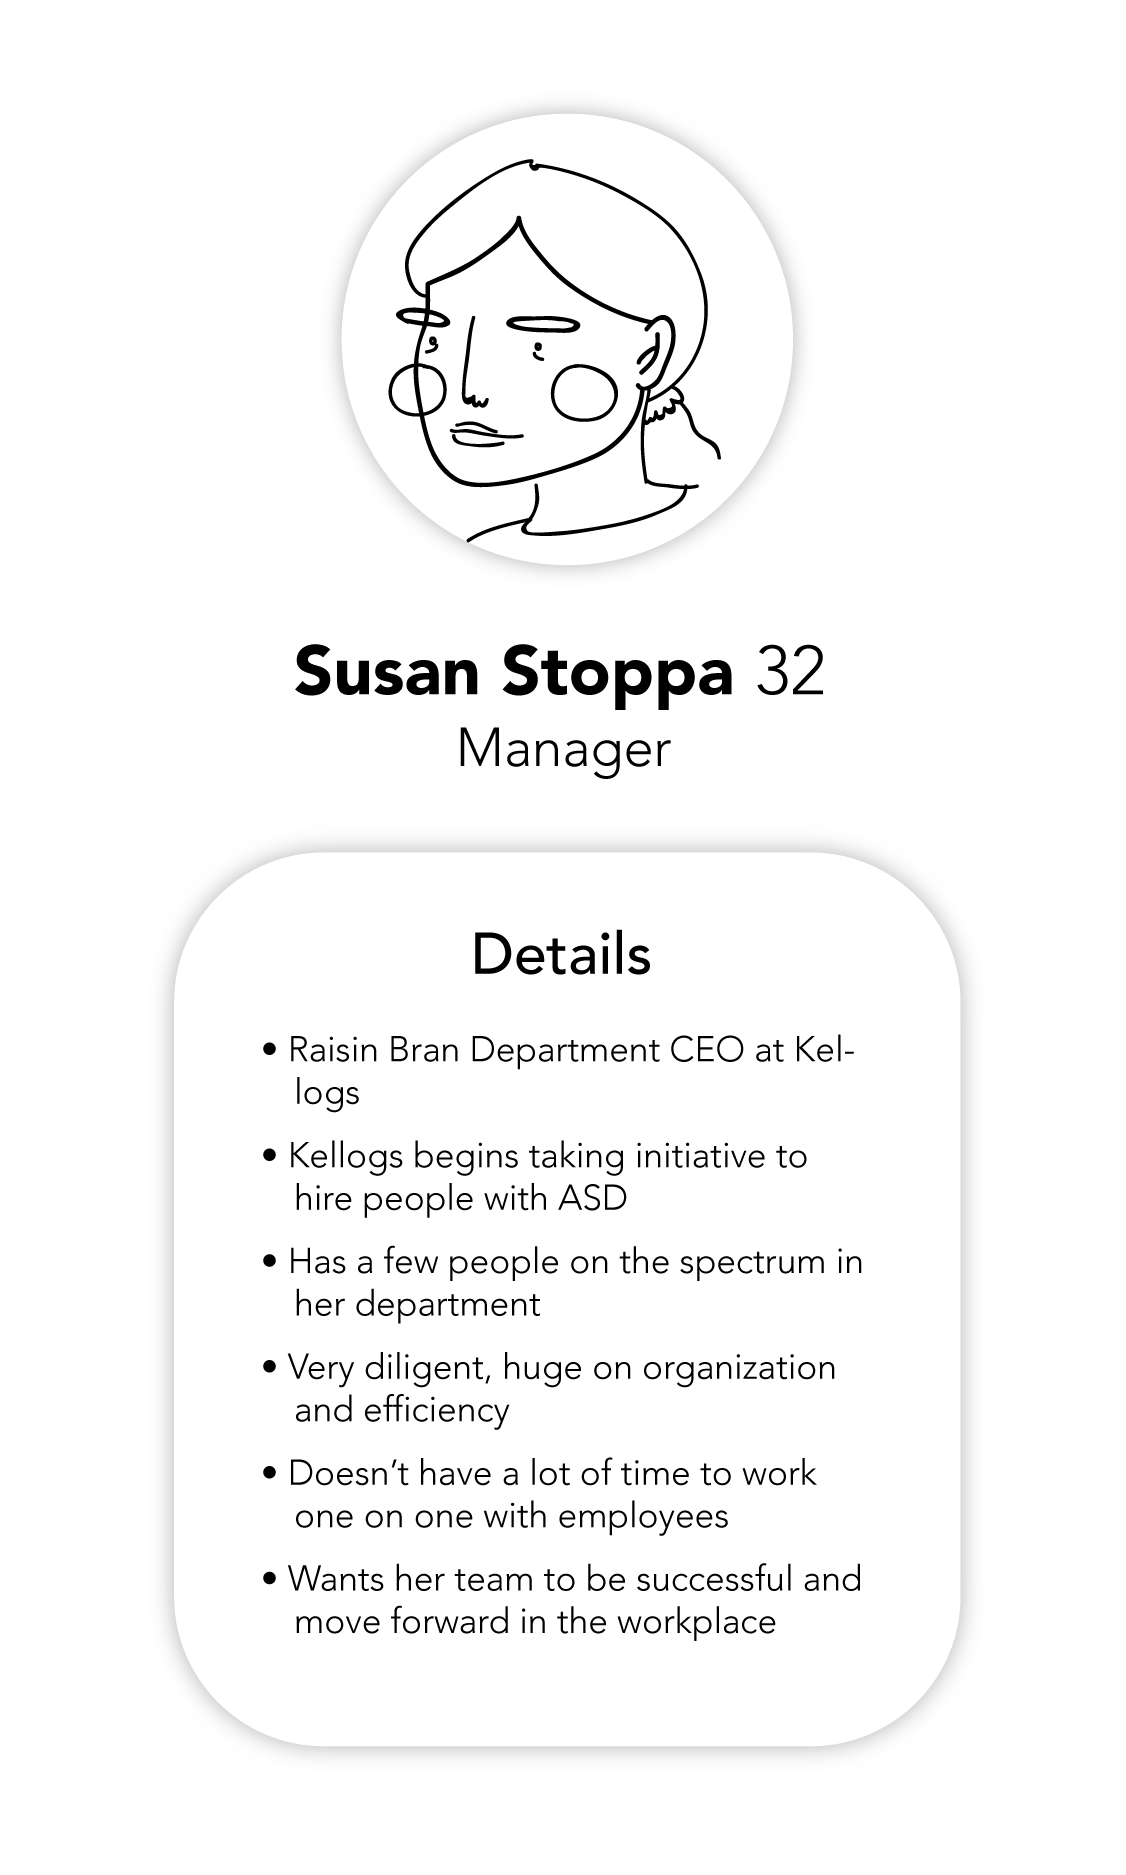 Susan Stoppa 32
Manager
Details
• Raisin Bran Department CEO at Kel-
logs
• Kellogs begins taking initiative to
hire people with ASD
• Has a few people on the spectrum in
her department
• Very diligent, huge on organization
and efficiency
• Doesn’t have a lot of time to work
one on one with employees
• Wants her team to be successful and
move forward in the workplace